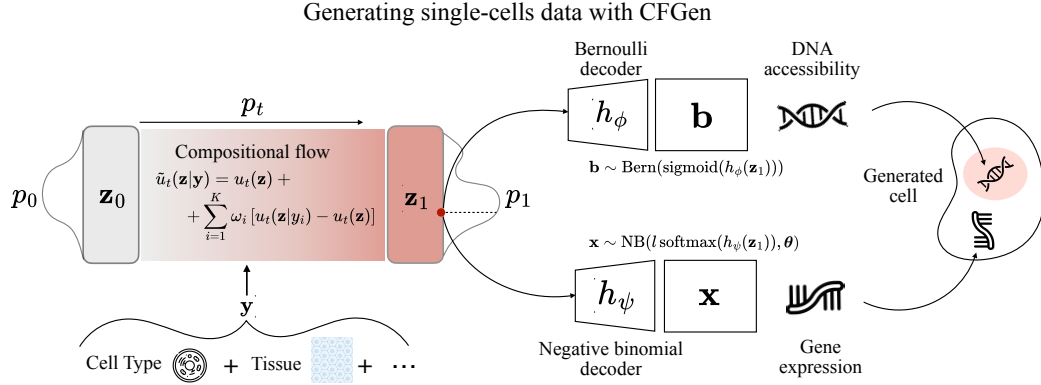 Generating single-cells data with CFGen
Bernoulli
decoder
DNA
accessibility
p_t
h_ϕ
b
Compositional flow
ũ_t(z|y) = u_t(z) +
+ ∑_{i=1}^{K} ω_i [u_t(z|y_i) − u_t(z)]
p_0
z_0
z_1
p_1
b ∼ Bern(sigmoid(h_ϕ(z_1)))
Generated
cell
x ∼ NB(l softmax(h_ψ(z_1)), θ)
h_ψ
x
y
Cell Type
+
Tissue
+ ...
Negative binomial
decoder
Gene
expression